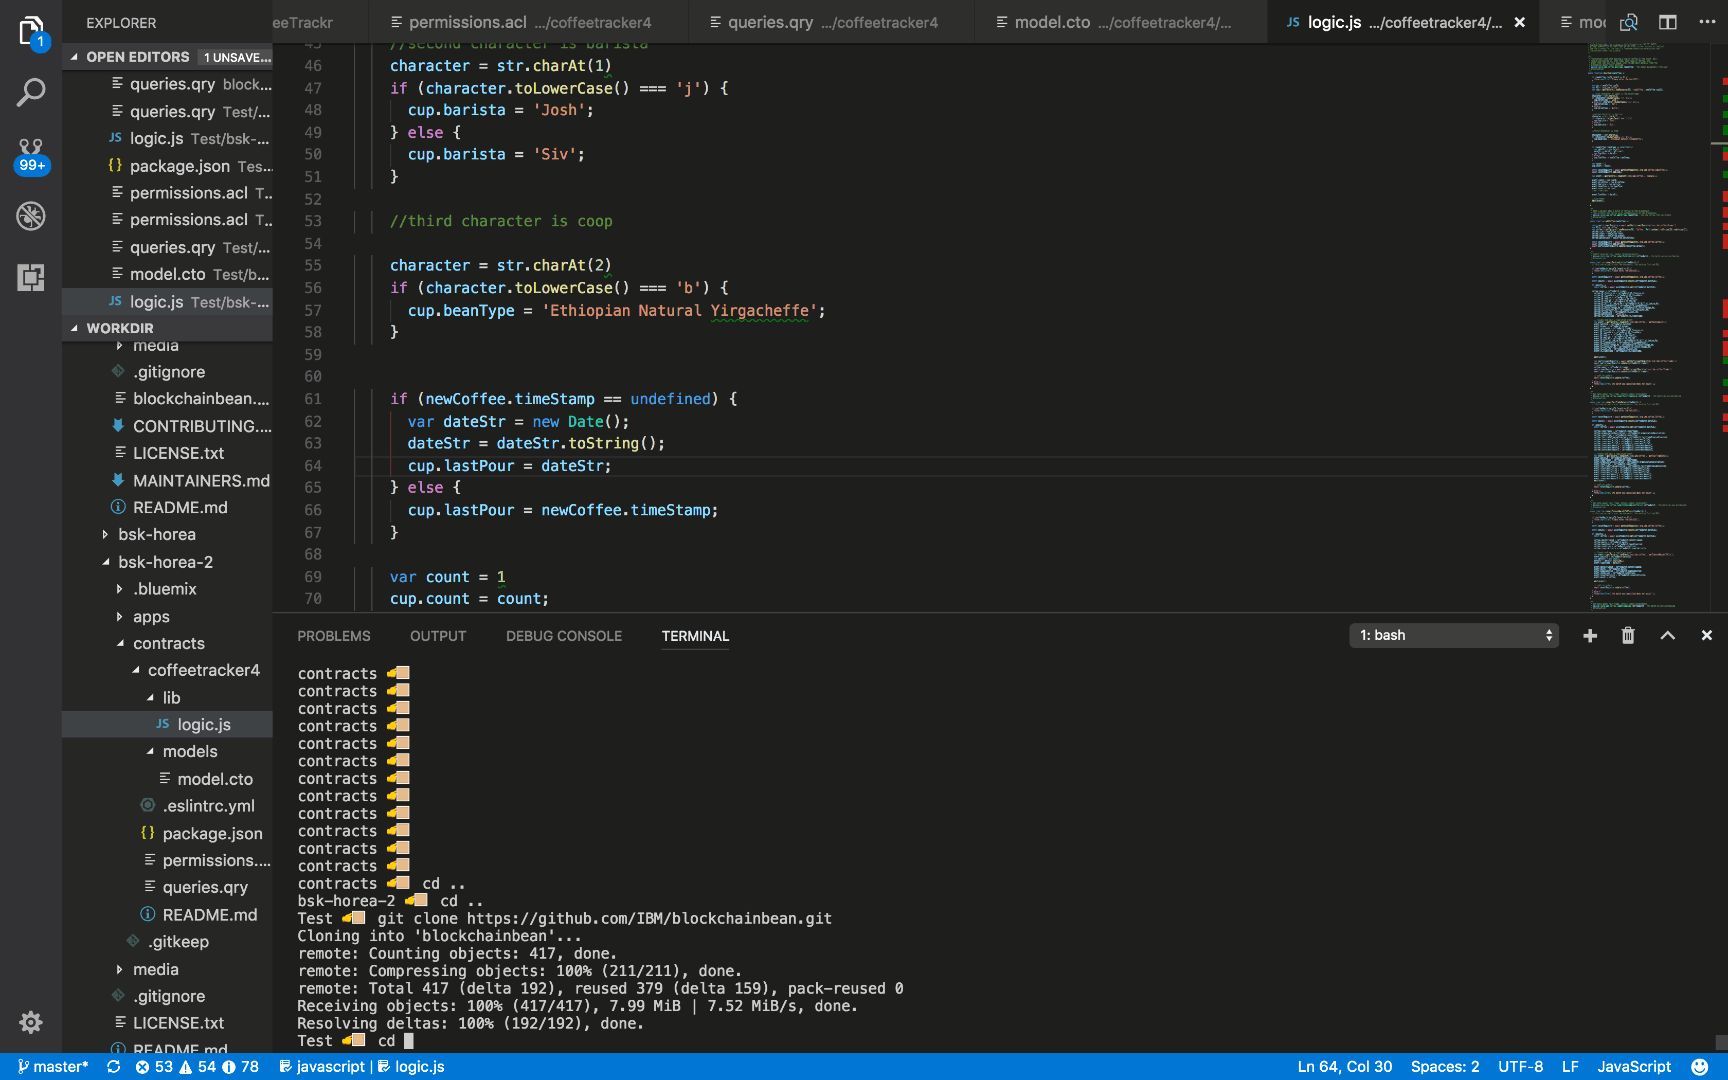 EXPLORER
OPEN EDITORS 1 UNSAVE...
queries.qry block...
queries.qry Test/...
JS logic.js Test/bsk-...
{} package.json Tes...
permissions.acl T...
permissions.acl T...
queries.qry Test/...
model.cto Test/b...
JS logic.js Test/bsk-...
WORKDIR
media
.gitignore
blockchainbean....
CONTRIBUTING....
LICENSE.txt
MAINTAINERS.md
README.md
bsk-horea
bsk-horea-2
.bluemix
apps
contracts
coffeetracker4
lib
JS logic.js
models
model.cto
.eslintrc.yml
{} package.json
permissions....
queries.qry
README.md
.gitkeep
media
.gitignore
LICENSE.txt
README.md
1
99+
eeTrackr
permissions.acl .../coffeetracker4
queries.qry .../coffeetracker4
model.cto .../coffeetracker4/...
JS logic.js .../coffeetracker4/...
mod
45 //second character is barista
46 character = str.charAt(1)
47 if (character.toLowerCase() === 'j') {
48 cup.barista = 'Josh';
49 } else {
50 cup.barista = 'Siv';
51 }
52
53 //third character is coop
54
55 character = str.charAt(2)
56 if (character.toLowerCase() === 'b') {
57 cup.beanType = 'Ethiopian Natural Yirgacheffe';
58 }
59
60
61 if (newCoffee.timeStamp == undefined) {
62 var dateStr = new Date();
63 dateStr = dateStr.toString();
64 cup.lastPour = dateStr;
65 } else {
66 cup.lastPour = newCoffee.timeStamp;
67 }
68
69 var count = 1
70 cup.count = count;
PROBLEMS OUTPUT DEBUG CONSOLE TERMINAL 1: bash
contracts
contracts
contracts
contracts
contracts
contracts
contracts
contracts
contracts
contracts
contracts
contracts
contracts cd ..
bsk-horea-2 cd ..
Test git clone https://github.com/IBM/blockchainbean.git
Cloning into 'blockchainbean'...
remote: Counting objects: 417, done.
remote: Compressing objects: 100% (211/211), done.
remote: Total 417 (delta 192), reused 379 (delta 159), pack-reused 0
Receiving objects: 100% (417/417), 7.99 MiB | 7.52 MiB/s, done.
Resolving deltas: 100% (192/192), done.
Test cd
master* 53 54 78 javascript | logic.js Ln 64, Col 30 Spaces: 2 UTF-8 LF JavaScript